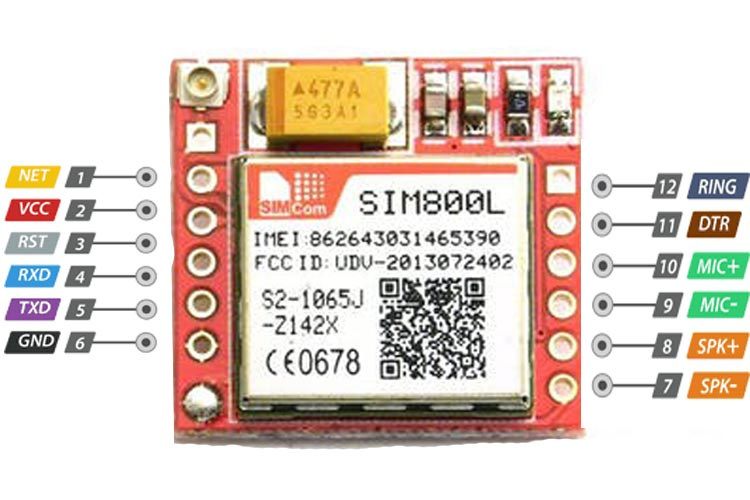 ▲477A
5G3A1
NET 1
VCC 2
RST 3
RXD 4
TXD 5
GND 6
SIMCom
SIM800L
IMEI:862643031465390
FCC ID: UDV-2013072402
S2-1065J
-Z142X
CE0678
12 RING
11 DTR
10 MIC+
9 MIC-
8 SPK+
7 SPK-